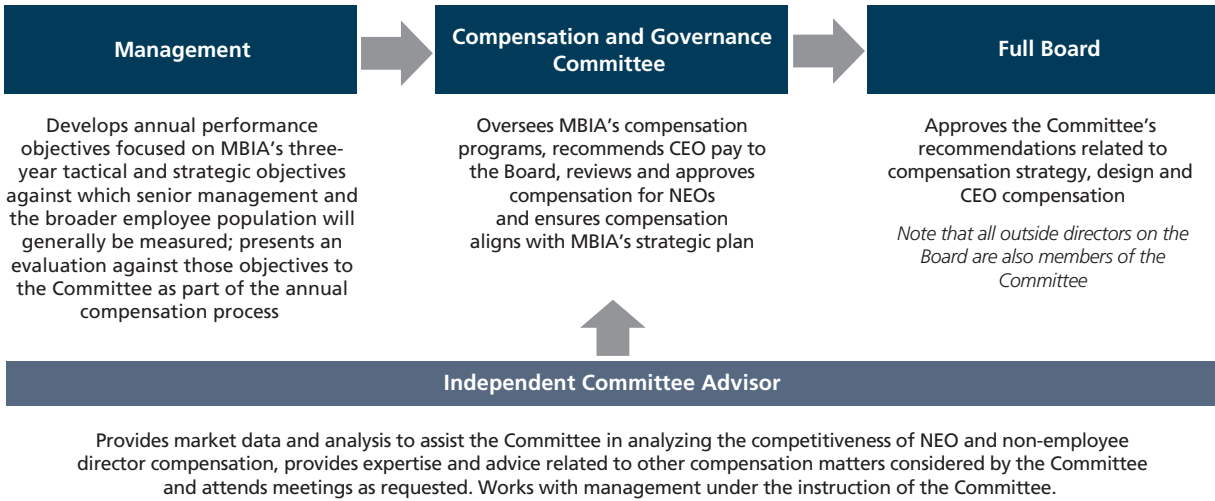 Management
Compensation and Governance
Committee
Full Board
Develops annual performance
objectives focused on MBIA's three-
year tactical and strategic objectives
against which senior management and
the broader employee population will
generally be measured; presents an
evaluation against those objectives to
the Committee as part of the annual
compensation process
Oversees MBIA's compensation
programs, recommends CEO pay to
the Board, reviews and approves
compensation for NEOs
and ensures compensation
aligns with MBIA's strategic plan
Approves the Committee's
recommendations related to
compensation strategy, design and
CEO compensation
Note that all outside directors on the
Board are also members of the
Committee
Independent Committee Advisor
Provides market data and analysis to assist the Committee in analyzing the competitiveness of NEO and non-employee
director compensation, provides expertise and advice related to other compensation matters considered by the Committee
and attends meetings as requested. Works with management under the instruction of the Committee.